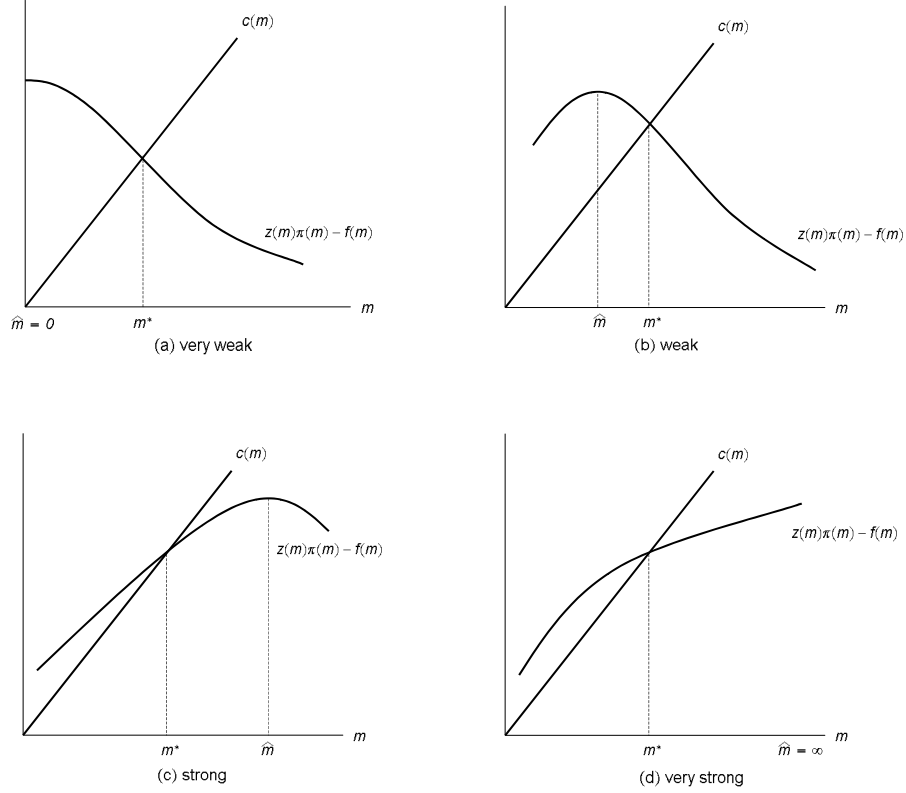 c(m)
z(m)π(m) – f(m)
m
m̂ = 0
m*
(a) very weak
c(m)
z(m)π(m) – f(m)
m
m̂
m*
(b) weak
c(m)
z(m)π(m) – f(m)
m
m*
m̂
(c) strong
c(m)
z(m)π(m) – f(m)
m
m*
m̂ = ∞
(d) very strong